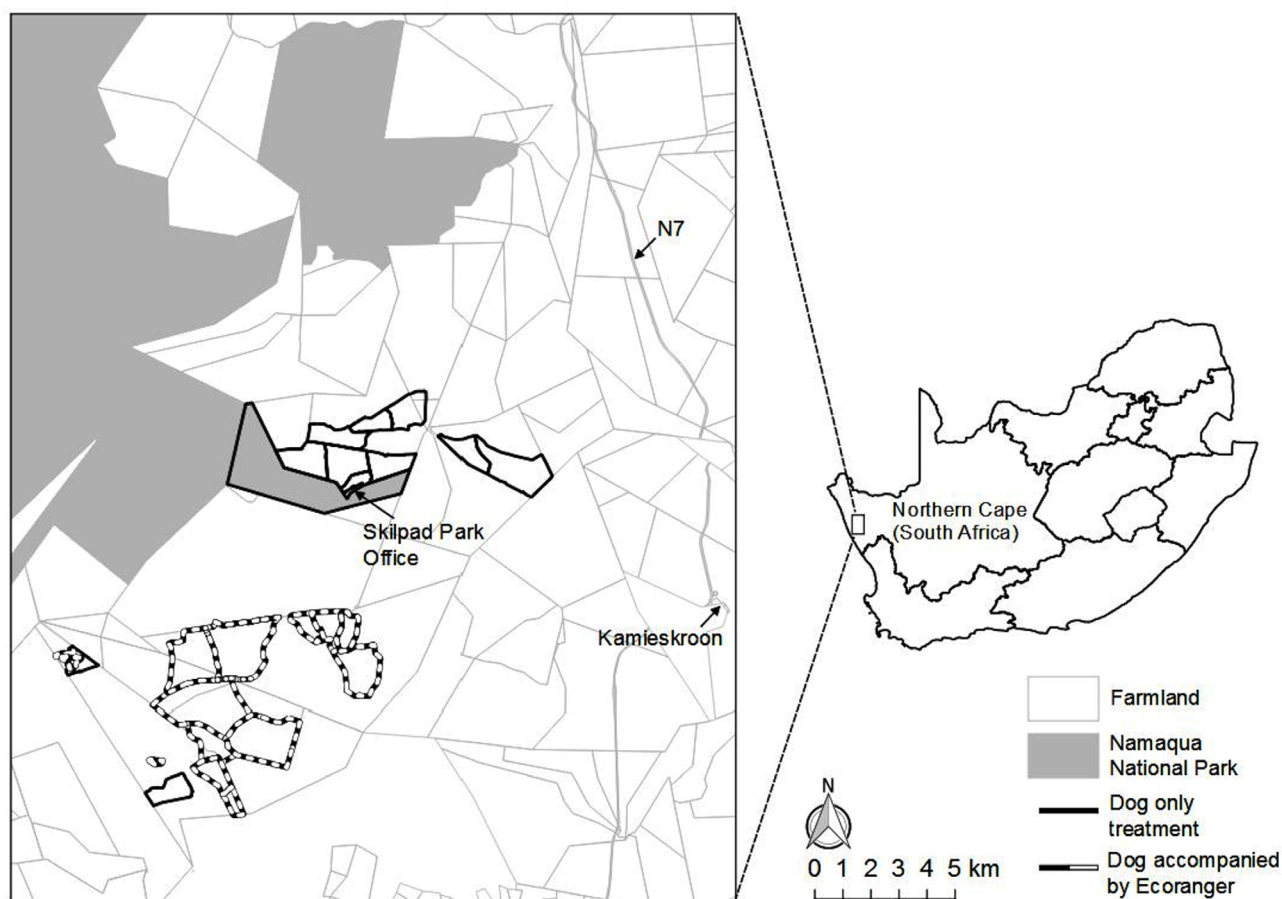 N7
Skilpad Park
Office
Kamieskroon
Northern Cape
(South Africa)
Farmland
Namaqua
National Park
Dog only
treatment
Dog accompanied
by Ecoranger
N
0 1 2 3 4 5 km